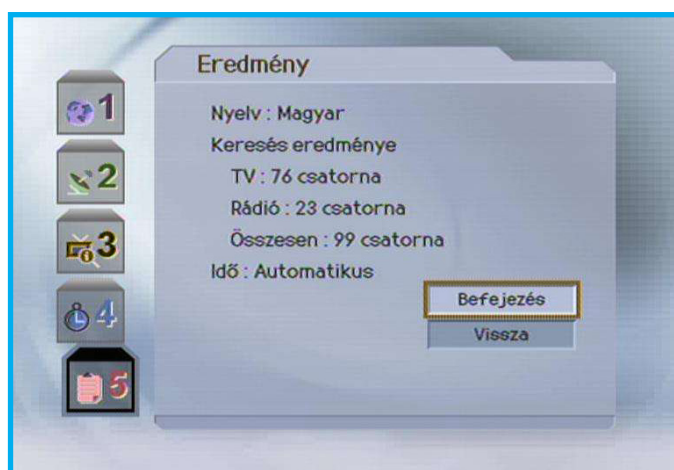 Eredmény
1
Nyelv : Magyar
Keresés eredménye
2
TV : 76 csatorna
Rádió : 23 csatorna
3
Összesen : 99 csatorna
Idő : Automatikus
Befejezés
4
Vissza
5